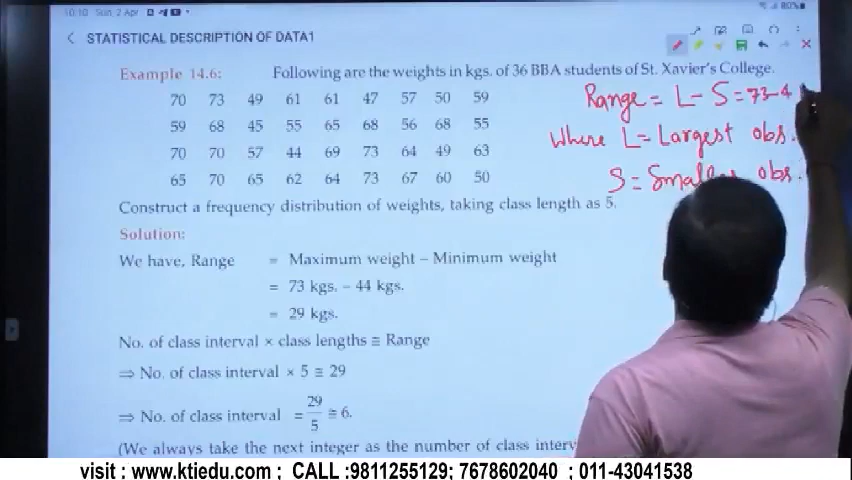 10:10 Sun, 2 Apr
80%
STATISTICAL DESCRIPTION OF DATA1
Example 14.6: Following are the weights in kgs. of 36 BBA students of St. Xavier's College.
70 73 49 61 61 47 57 50 59
59 68 45 55 65 68 56 68 55
70 70 57 44 69 73 64 49 63
65 70 65 62 64 73 67 60 50
Range = L - S = 73-4
Where L = Largest obs.
S = obs.
Construct a frequency distribution of weights, taking class length as 5.
Solution:
We have, Range = Maximum weight – Minimum weight
= 73 kgs. – 44 kgs.
= 29 kgs.
No. of class interval × class lengths ≅ Range
⇒ No. of class interval × 5 ≅ 29
⇒ No. of class interval = 29/5 ≅ 6.
(We always take the next integer as the number of class
visit : www.ktiedu.com ; CALL :9811255129; 7678602040 ; 011-43041538